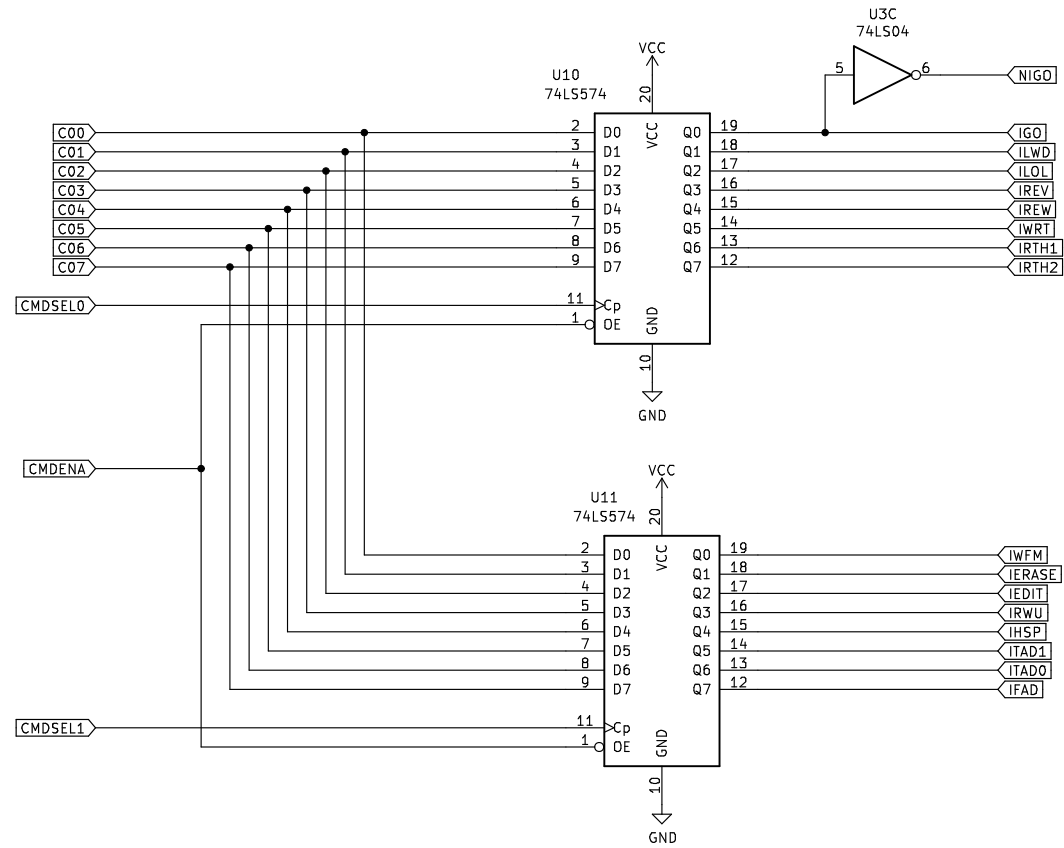 U3C
74LS04
5 6 NIGO
VCC
20
U10
74LS574
C00 2 D0 VCC Q0 19 IGO
C01 3 D1 Q1 18 ILWD
C02 4 D2 Q2 17 ILOL
C03 5 D3 Q3 16 IREV
C04 6 D4 Q4 15 IREW
C05 7 D5 Q5 14 IWRT
C06 8 D6 Q6 13 IRTH1
C07 9 D7 Q7 12 IRTH2
CMDSEL0 11 Cp
1 OE GND
10
GND
CMDENA
VCC
20
U11
74LS574
2 D0 VCC Q0 19 IWFM
3 D1 Q1 18 IERASE
4 D2 Q2 17 IEDIT
5 D3 Q3 16 IRWU
6 D4 Q4 15 IHSP
7 D5 Q5 14 ITAD1
8 D6 Q6 13 ITAD0
9 D7 Q7 12 IFAD
CMDSEL1 11 Cp
1 OE GND
10
GND